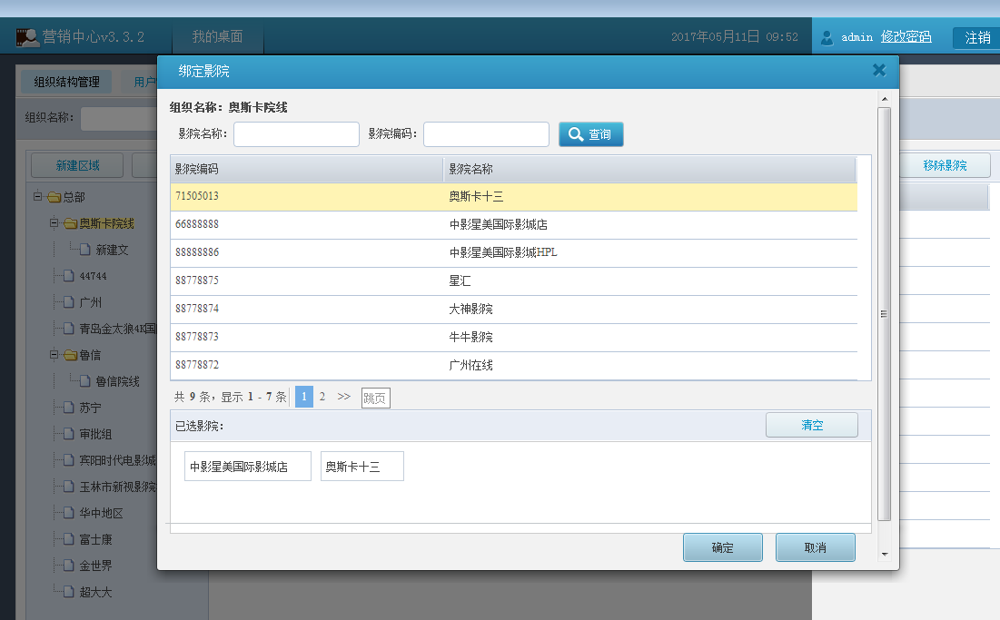 营销中心v3.3.2
我的桌面
2017年05月11日 09:52
admin 修改密码
注销
组织结构管理
用户
组织名称:
新建区域
移除影院
总部
奥斯卡院线
新建文
44744
广州
青岛金太狼4K国
鲁信
鲁信院线
苏宁
审批组
宾阳时代电影城
玉林市新视影院
华中地区
富士康
金世界
超大大
绑定影院
组织名称: 奥斯卡院线
影院名称: 影院编码: 查询
影院编码 影院名称
71505013 奥斯卡十三
66888888 中影星美国际影城店
88888886 中影星美国际影城HPL
88778875 星汇
88778874 大神影院
88778873 牛牛影院
88778872 广州在线
共 9 条,显示 1 - 7 条 1 2 >> 跳页
已选影院: 清空
中影星美国际影城店 奥斯卡十三
确定 取消